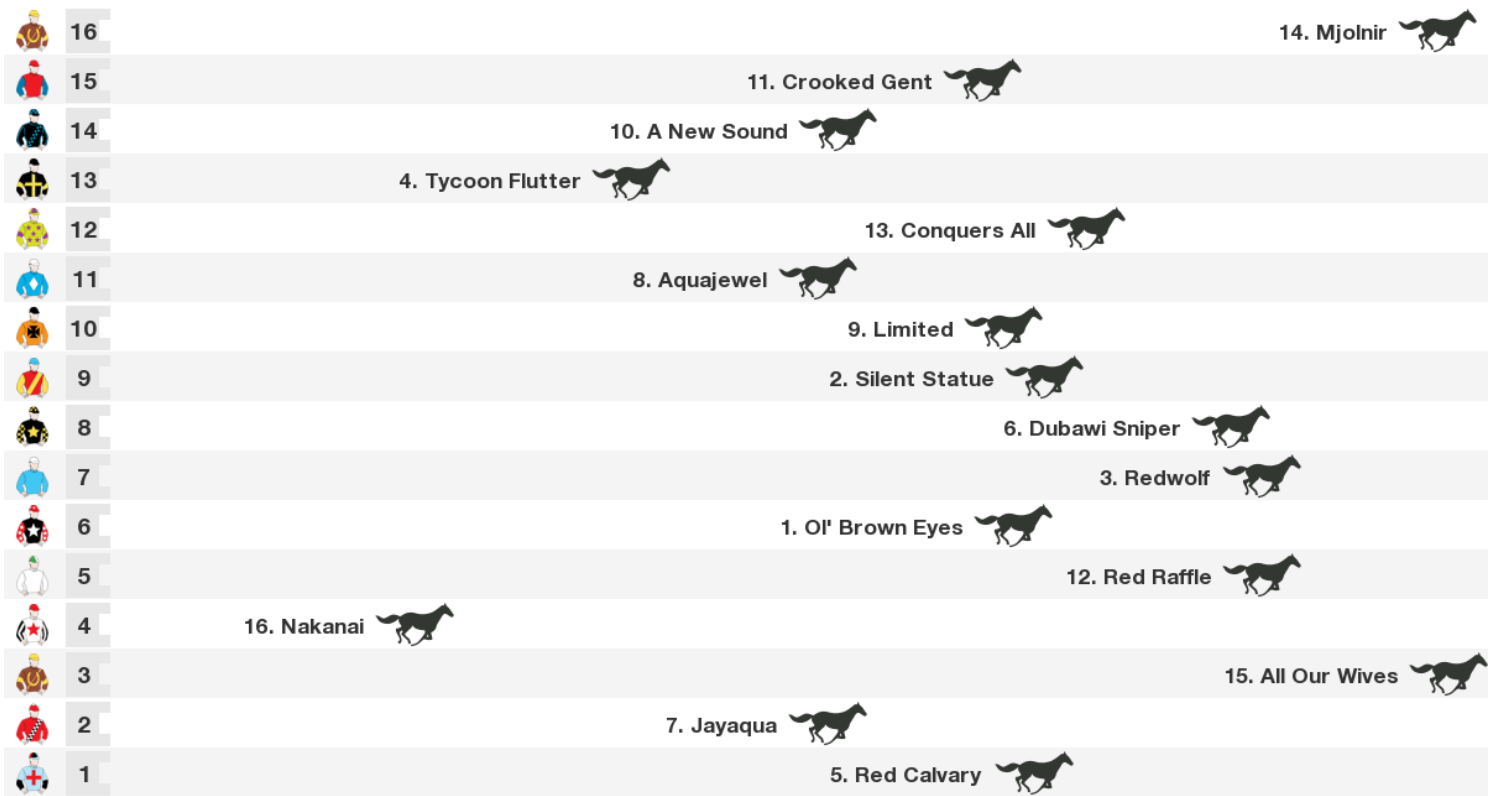 16 14. Mjolnir
15 11. Crooked Gent
14 10. A New Sound
13 4. Tycoon Flutter
12 13. Conquers All
11 8. Aquajewel
10 9. Limited
9 2. Silent Statue
8 6. Dubawi Sniper
7 3. Redwolf
6 1. Ol' Brown Eyes
5 12. Red Raffle
4 16. Nakanai
3 15. All Our Wives
2 7. Jayaqua
1 5. Red Calvary